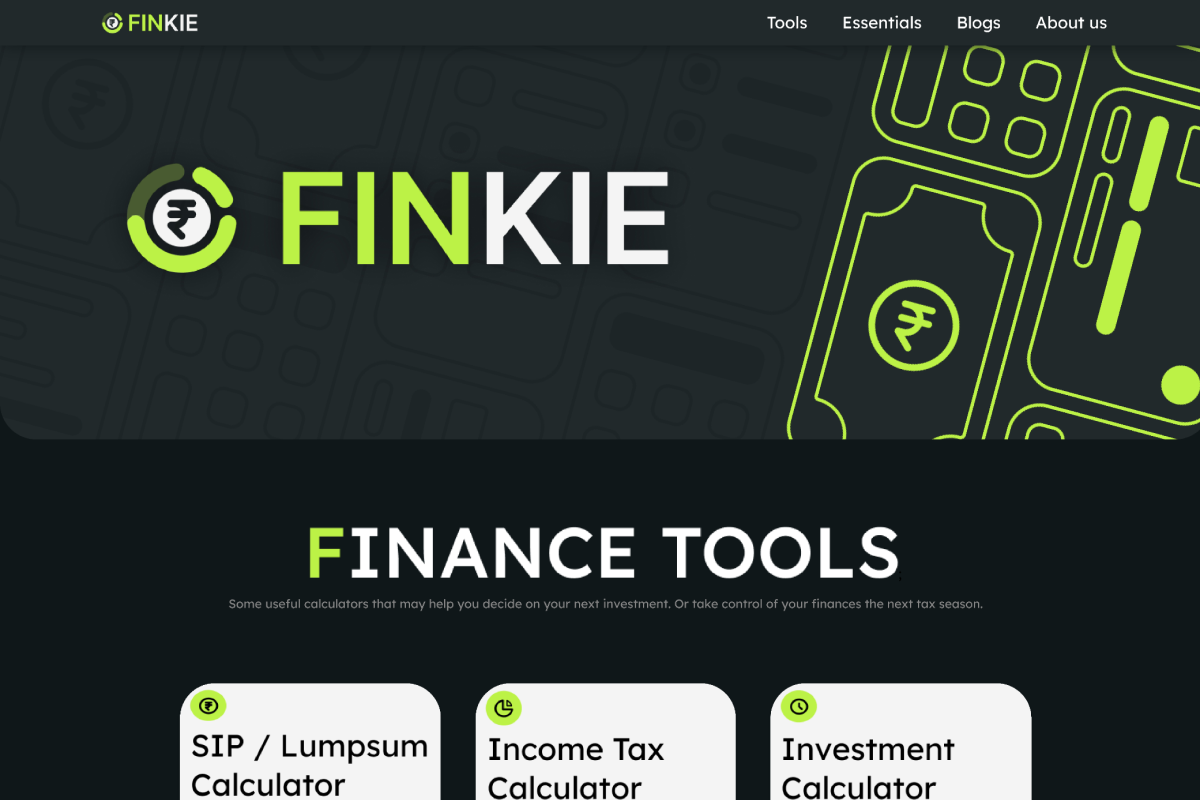 FINKIE
Tools
Essentials
Blogs
About us
FINKIE
FINANCE TOOLS
Some useful calculators that may help you decide on your next investment. Or take control of your finances the next tax season.
SIP / Lumpsum
Calculator
Income Tax
Calculator
Investment
Calculator